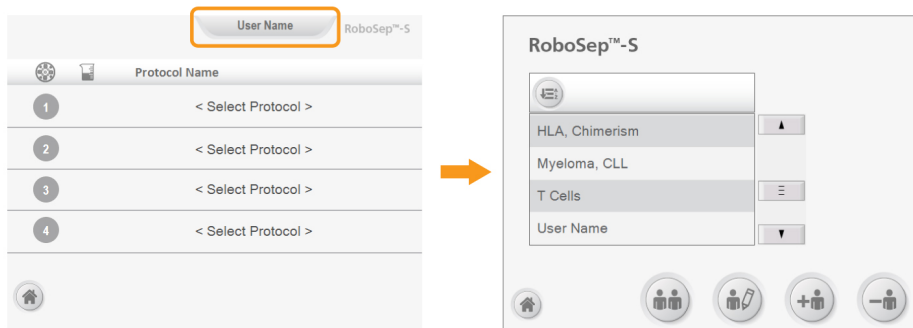 User Name
RoboSep™-S
Protocol Name
1 < Select Protocol >
2 < Select Protocol >
3 < Select Protocol >
4 < Select Protocol >
RoboSep™-S
HLA, Chimerism
Myeloma, CLL
T Cells
User Name